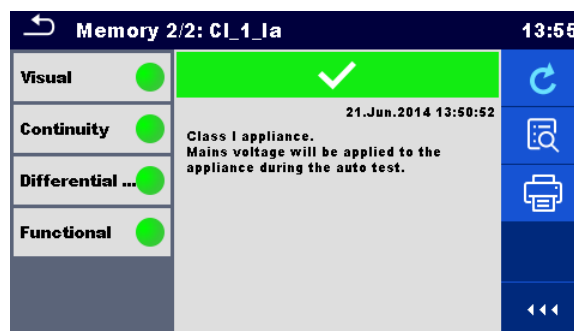 Memory 2/2: CI_1_Ia
13:55
Visual
Continuity
Differential ...
Functional
21.Jun.2014 13:50:52
Class I appliance.
Mains voltage will be applied to the
appliance during the auto test.